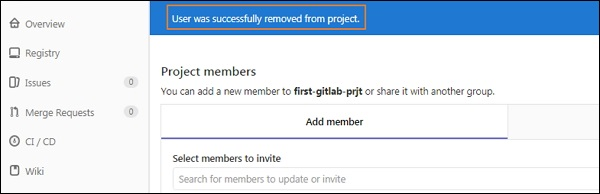 User was successfully removed from project.
Overview
Registry
Issues 0
Merge Requests 0
CI / CD
Wiki
Project members
You can add a new member to first-gitlab-prjt or share it with another group.
Add member
Select members to invite
Search for members to update or invite